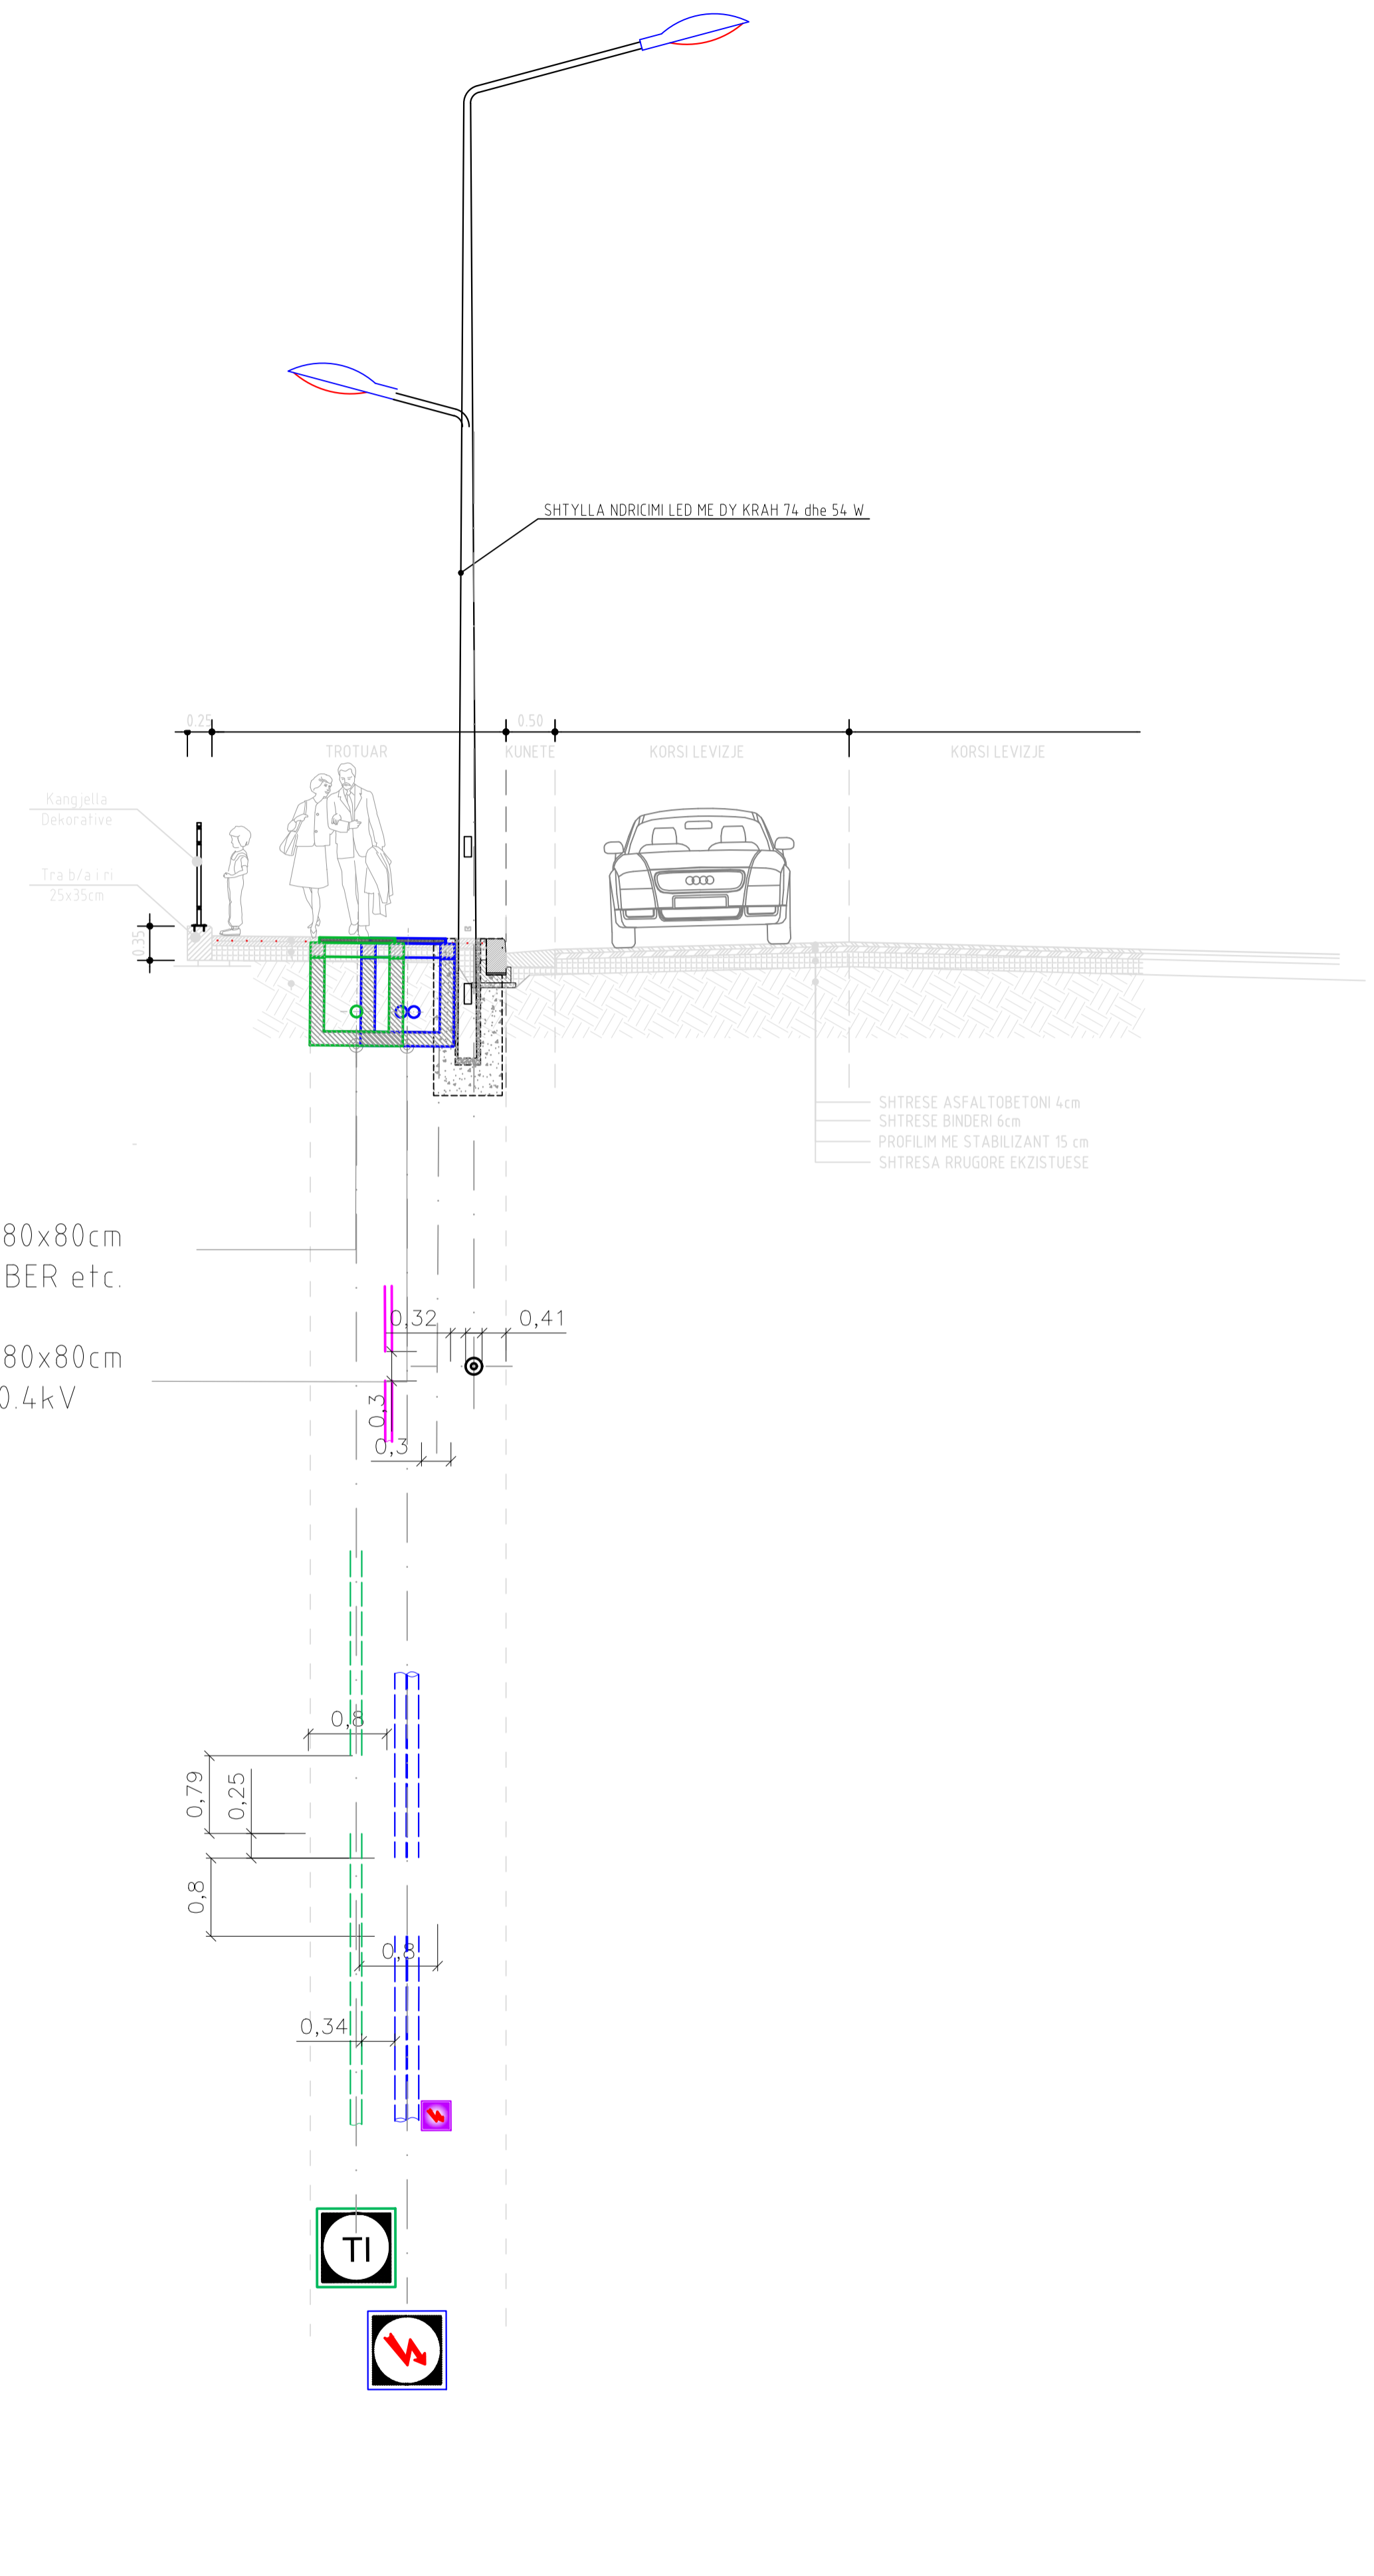 SHTYLLA NDRICIMI LED ME DY KRAH 74 dhe 54 W
0.25
0.50
TROTUAR
KUNETE
KORSI LEVIZJE
KORSI LEVIZJE
Kangjella
Dekorative
Tra b/a i ri
25x35cm
0.35
SHTRESE ASFALTOBETONI 4cm
SHTRESE BINDERI 6cm
PROFILIM ME STABILIZANT 15 cm
SHTRESA RRUGORE EKZISTUESE
80x80cm
BER etc.
0,32
0,41
80x80cm
0.4kV
0,3
0,3
0,8
0,79
0,25
0,8
0,8
0,34
TI